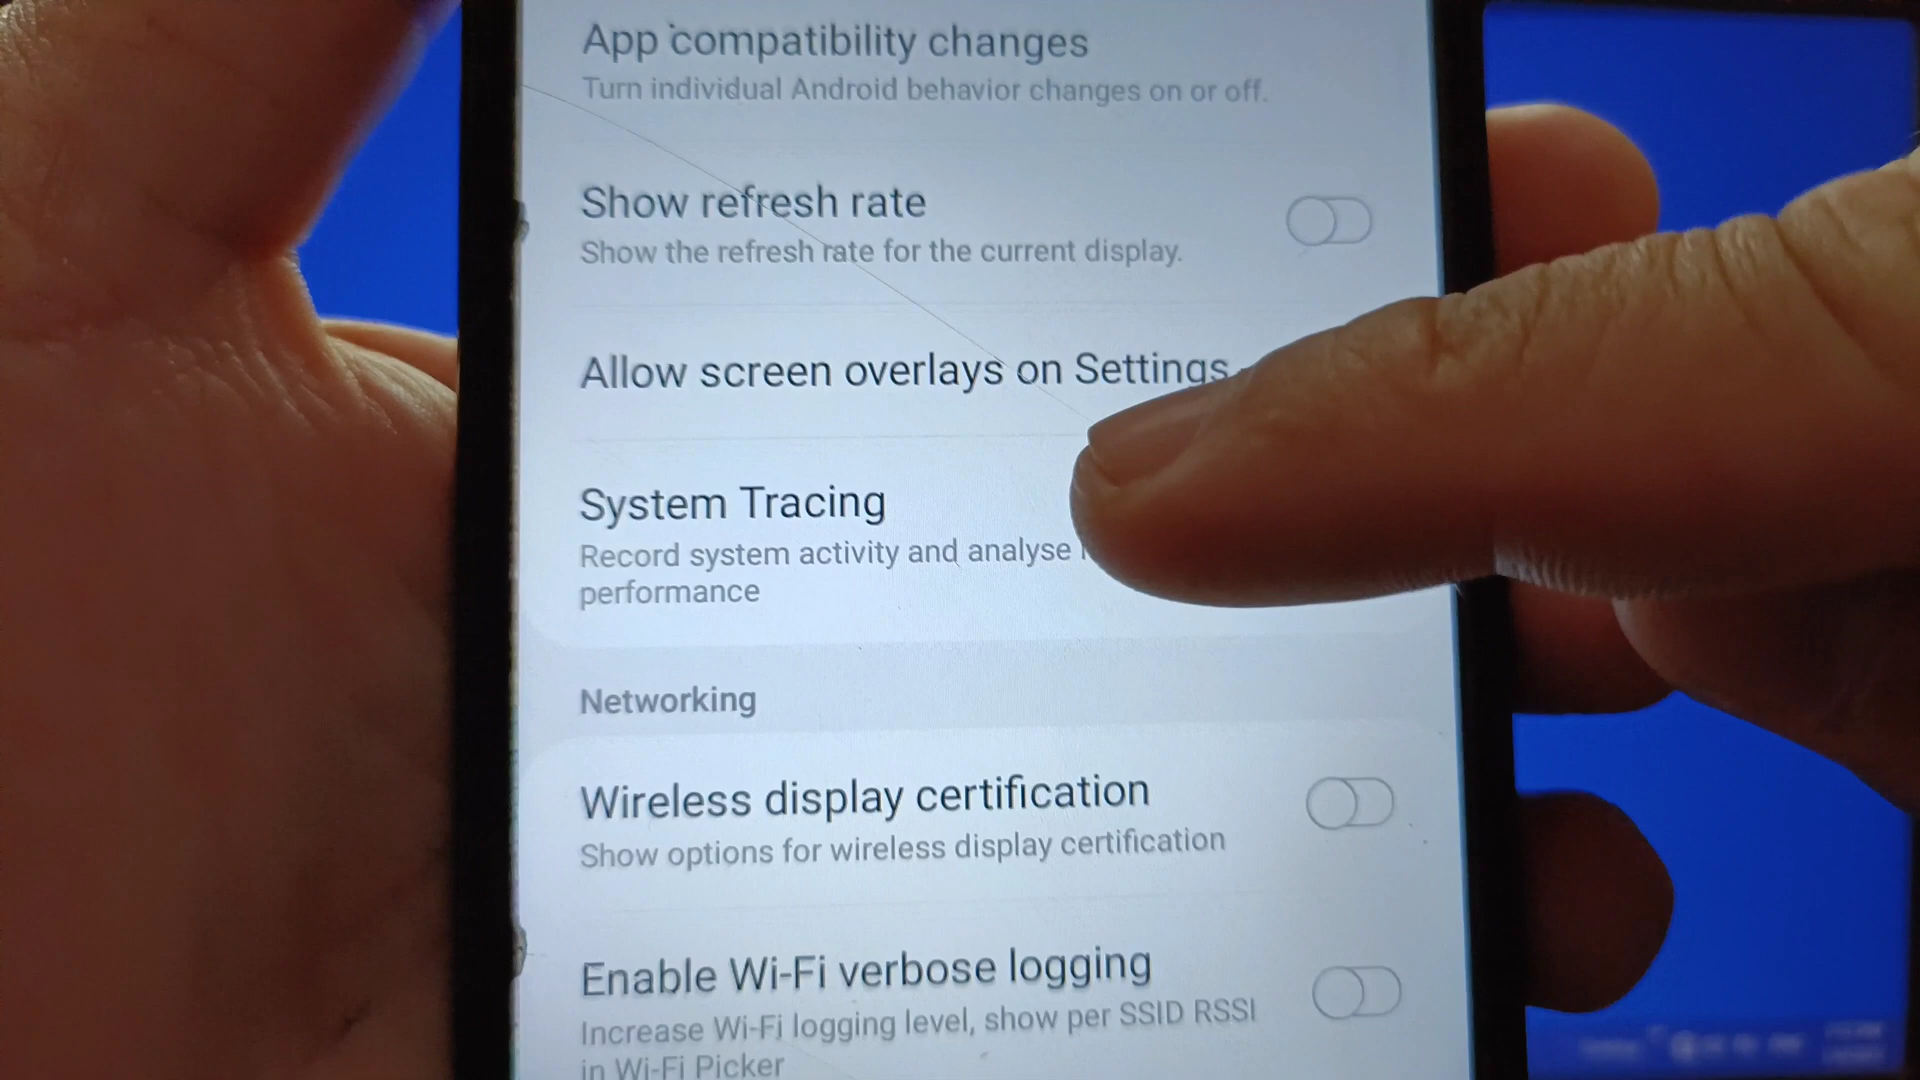 App compatibility changes
Turn individual Android behavior changes on or off.
Show refresh rate
Show the refresh rate for the current display.
Allow screen overlays on Settings
System Tracing
Record system activity and analyse
performance
Networking
Wireless display certification
Show options for wireless display certification
Enable Wi-Fi verbose logging
Increase Wi-Fi logging level, show per SSID RSSI
in Wi-Fi Picker